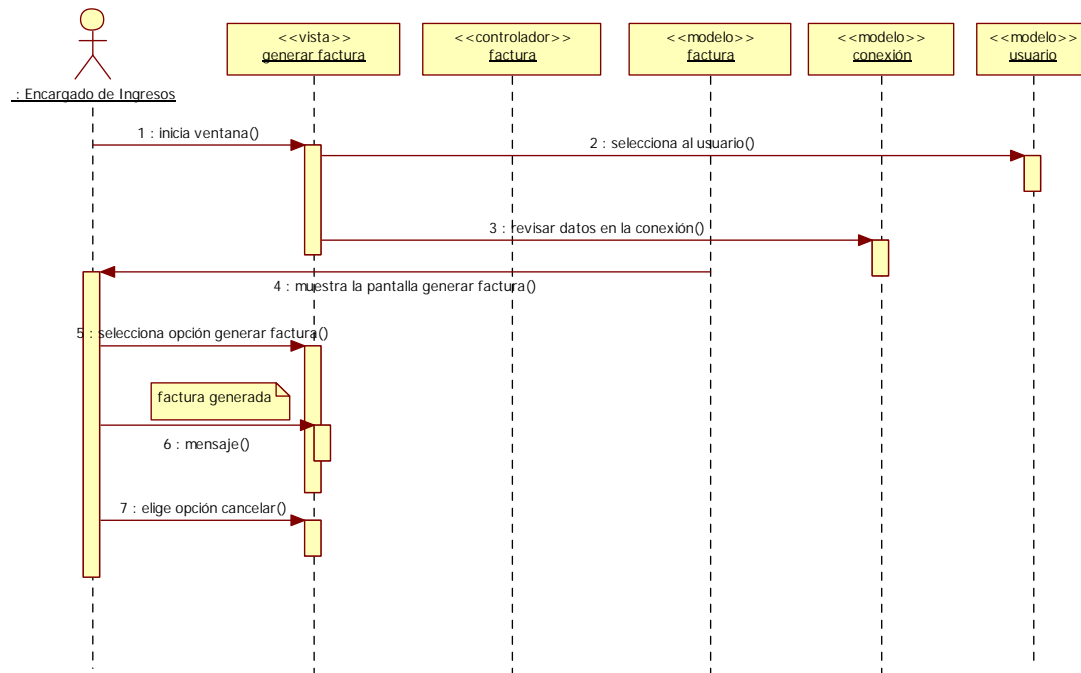 <<vista>>
generar factura
<<controlador>>
factura
<<modelo>>
factura
<<modelo>>
conexión
<<modelo>>
usuario
: Encargado de Ingresos
1 : inicia ventana()
2 : selecciona al usuario()
3 : revisar datos en la conexión()
4 : muestra la pantalla generar factura()
5 : selecciona opción generar factura()
factura generada
6 : mensaje()
7 : elige opción cancelar()